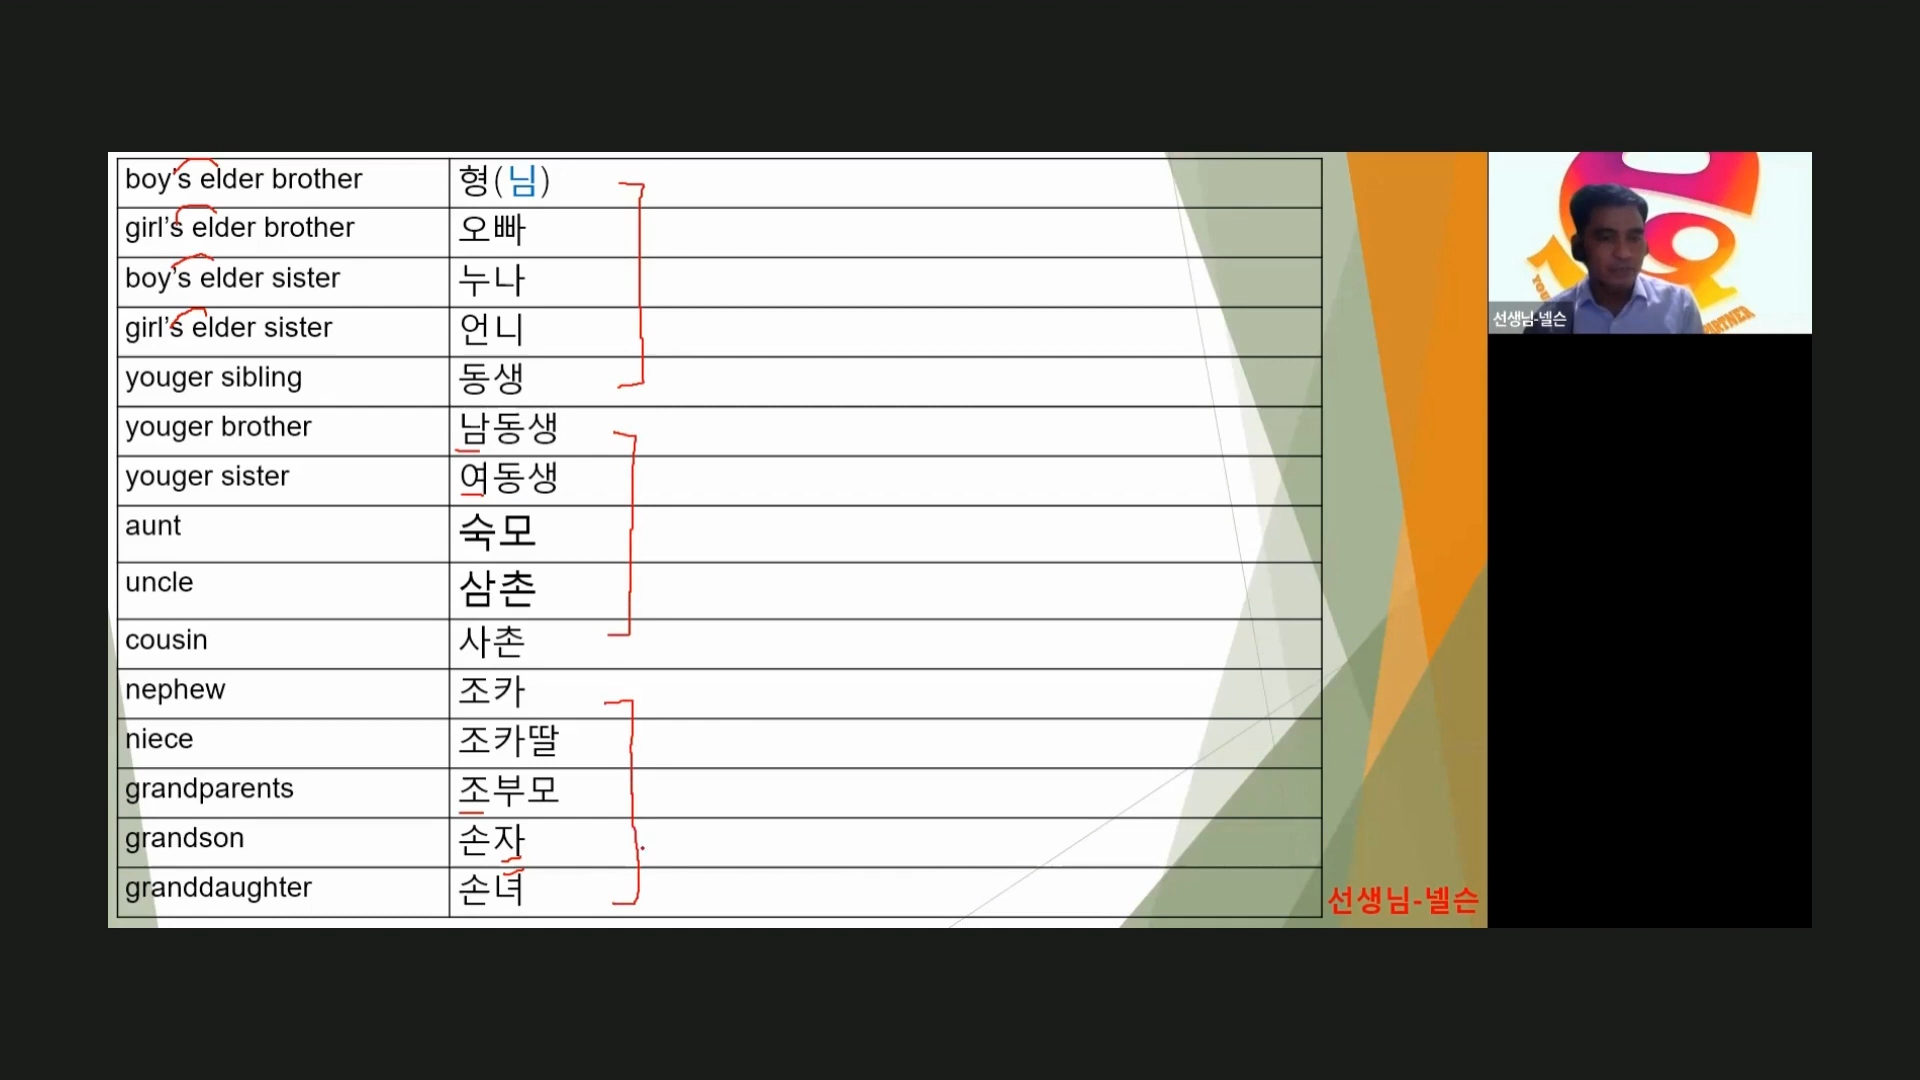 boy's elder brother 형(님)
girl's elder brother 오빠
boy's elder sister 누나
girl's elder sister 언니
youger sibling 동생
youger brother 남동생
youger sister 여동생
aunt 숙모
uncle 삼촌
cousin 사촌
nephew 조카
niece 조카딸
grandparents 조부모
grandson 손자
granddaughter 손녀
선생님-넬슨
YOU
PARTNER
선생님-넬슨